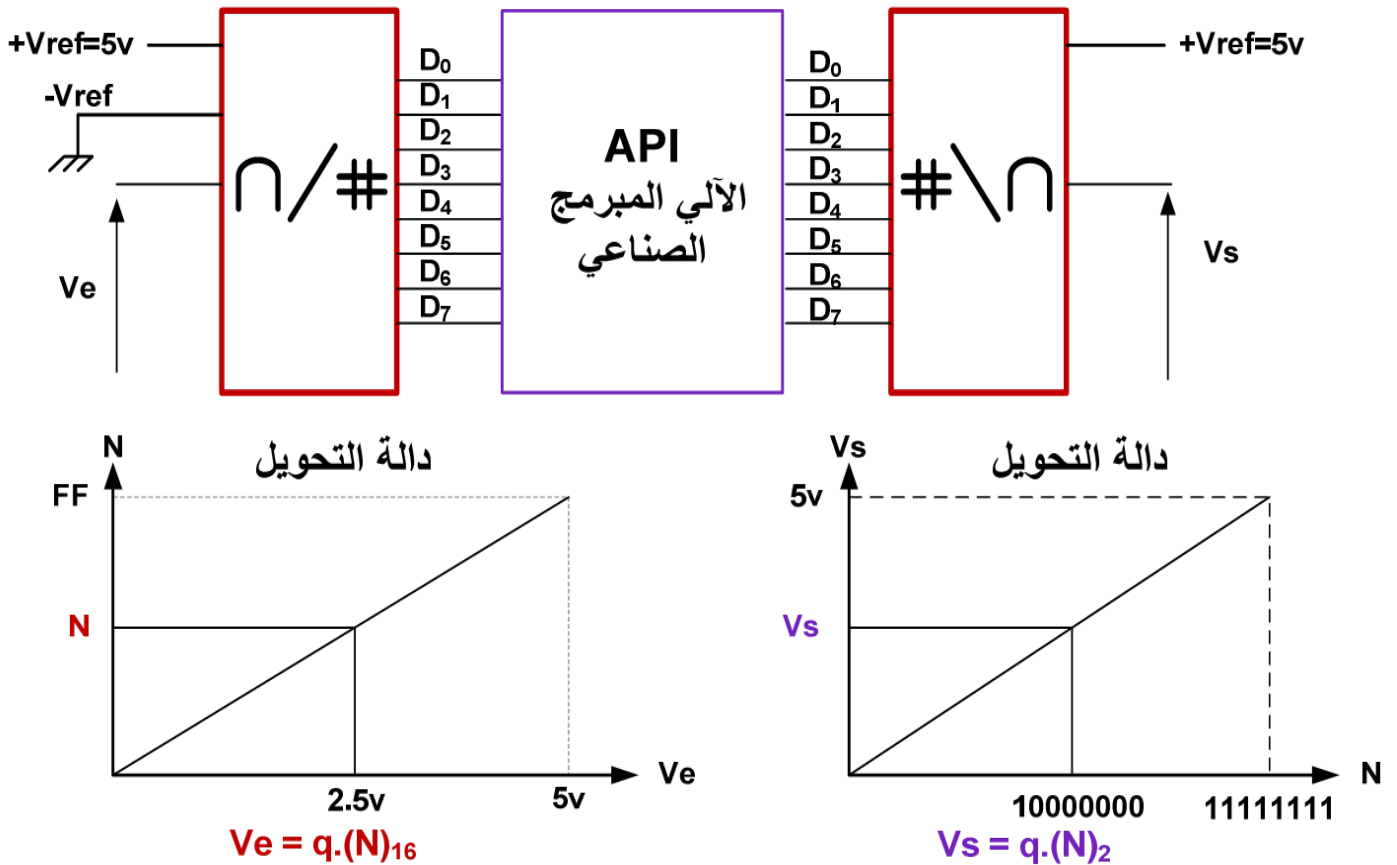 +Vref=5v
-Vref
Ve
∩/#
D0
D1
D2
D3
D4
D5
D6
D7
API
الآلي المبرمج
الصناعي
D0
D1
D2
D3
D4
D5
D6
D7
#\∩
+Vref=5v
Vs
دالة التحويل
N
FF
N
2.5v
5v
Ve
Ve = q.(N)16
دالة التحويل
Vs
5v
Vs
10000000
11111111
N
Vs = q.(N)2